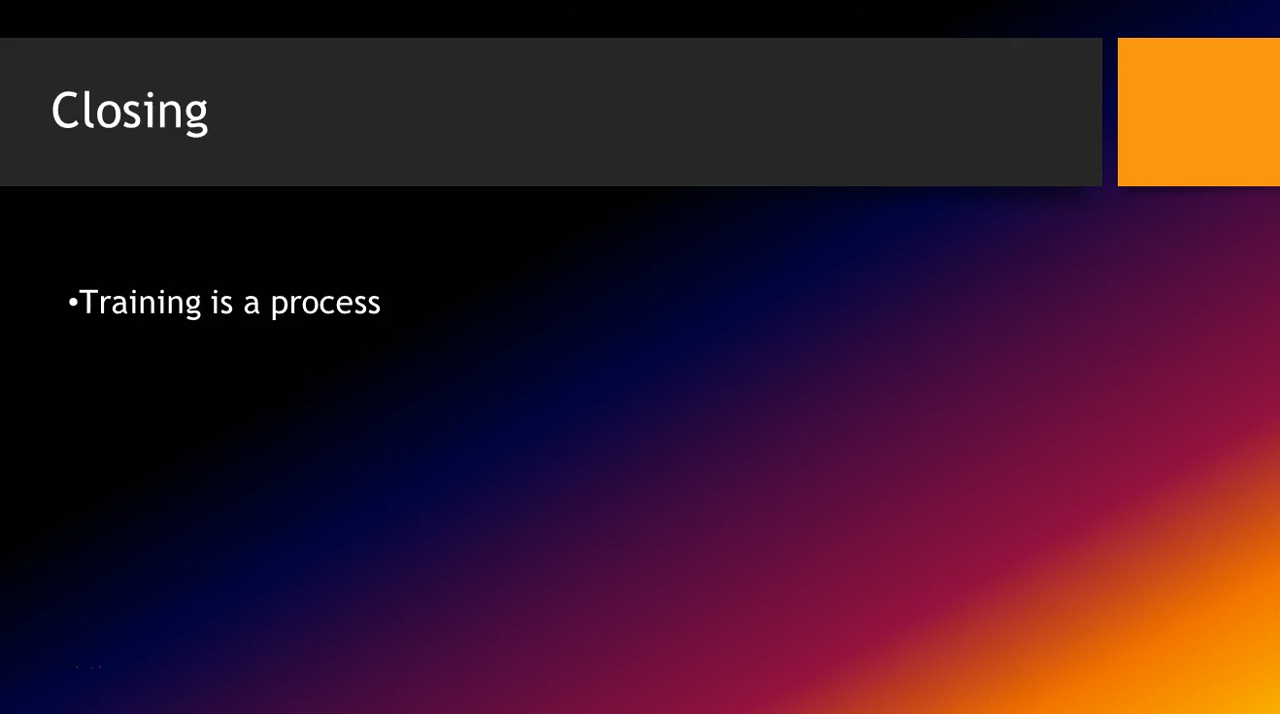 Closing
•Training is a process